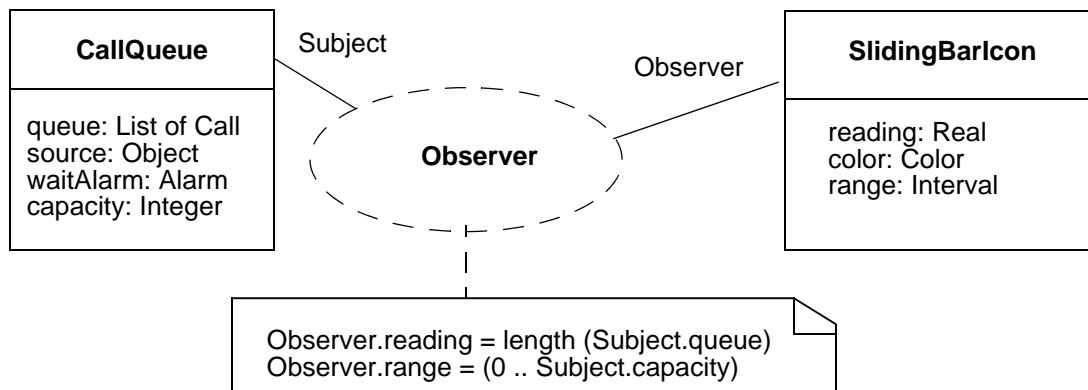 CallQueue
queue: List of Call
source: Object
waitAlarm: Alarm
capacity: Integer
Subject
Observer
Observer
SlidingBarIcon
reading: Real
color: Color
range: Interval
Observer.reading = length (Subject.queue)
Observer.range = (0 .. Subject.capacity)